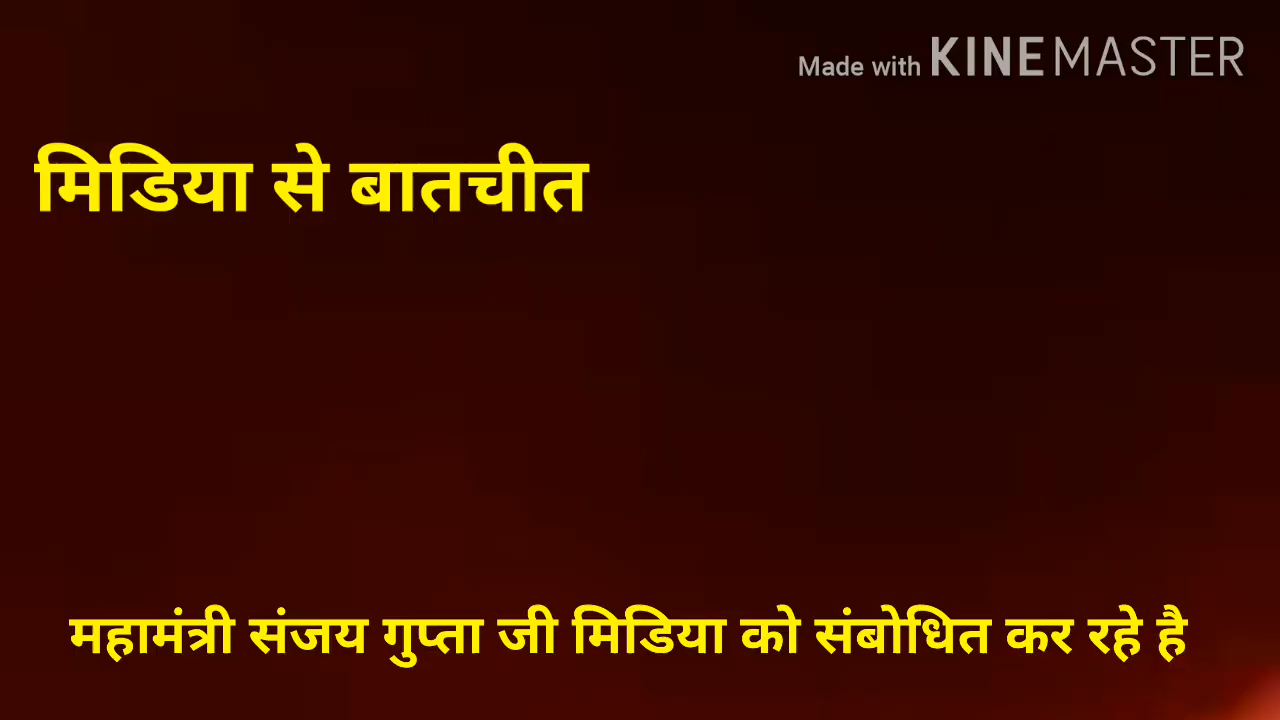 Made with KINEMASTER
मिडिया से बातचीत
महामंत्री संजय गुप्ता जी मिडिया को संबोधित कर रहे है